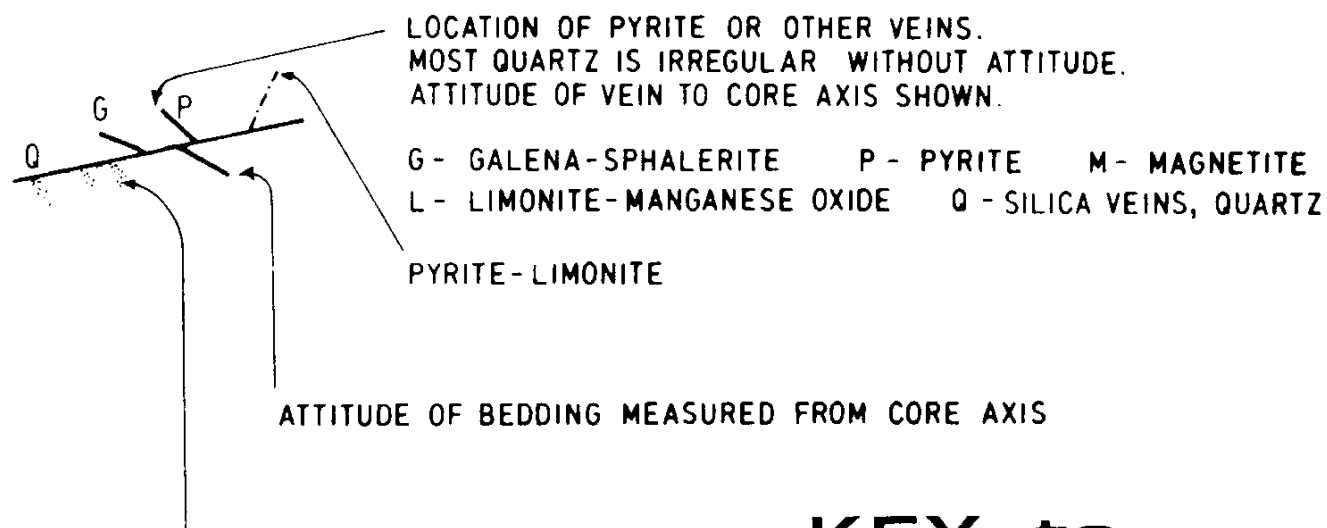 LOCATION OF PYRITE OR OTHER VEINS.
MOST QUARTZ IS IRREGULAR WITHOUT ATTITUDE.
ATTITUDE OF VEIN TO CORE AXIS SHOWN.
G P
Q
G - GALENA-SPHALERITE P - PYRITE M - MAGNETITE
L - LIMONITE-MANGANESE OXIDE Q - SILICA VEINS, QUARTZ
PYRITE-LIMONITE
ATTITUDE OF BEDDING MEASURED FROM CORE AXIS
KEY to